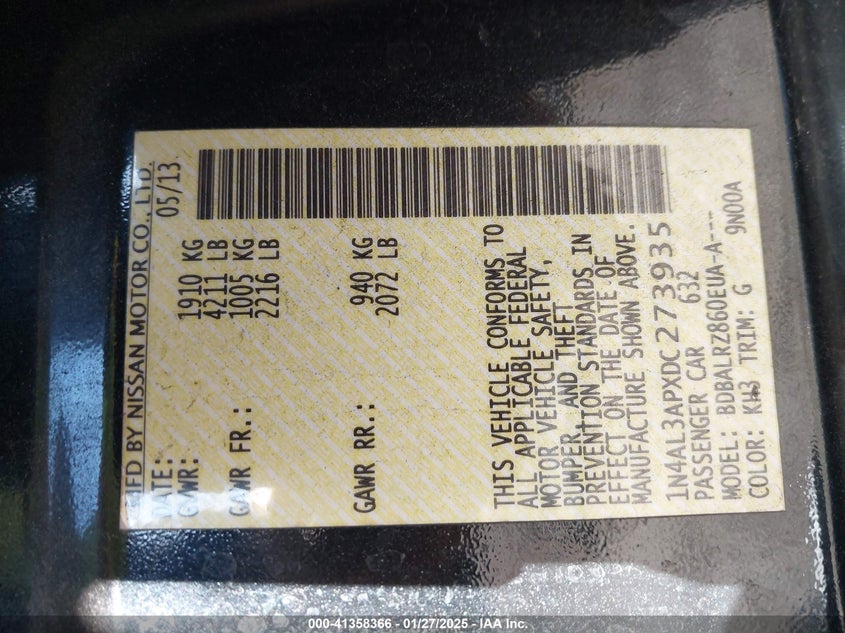 MFD BY NISSAN MOTOR CO., LTD.
DATE: 05/13
GVWR: 1910 KG
4211 LB
GAWR FR.: 1005 KG
2216 LB
GAWR RR.: 940 KG
2072 LB
THIS VEHICLE CONFORMS TO
ALL APPLICABLE FEDERAL
MOTOR VEHICLE SAFETY,
BUMPER AND THEFT
PREVENTION STANDARDS IN
EFFECT ON THE DATE OF
MANUFACTURE SHOWN ABOVE.
1N4AL3APXDC273935
PASSENGER CAR 632
MODEL: BDBALRZ860EUA-A---
COLOR: KH3 TRIM: G 9N00A
000-41358366 - 01/27/2025 - IAA Inc.